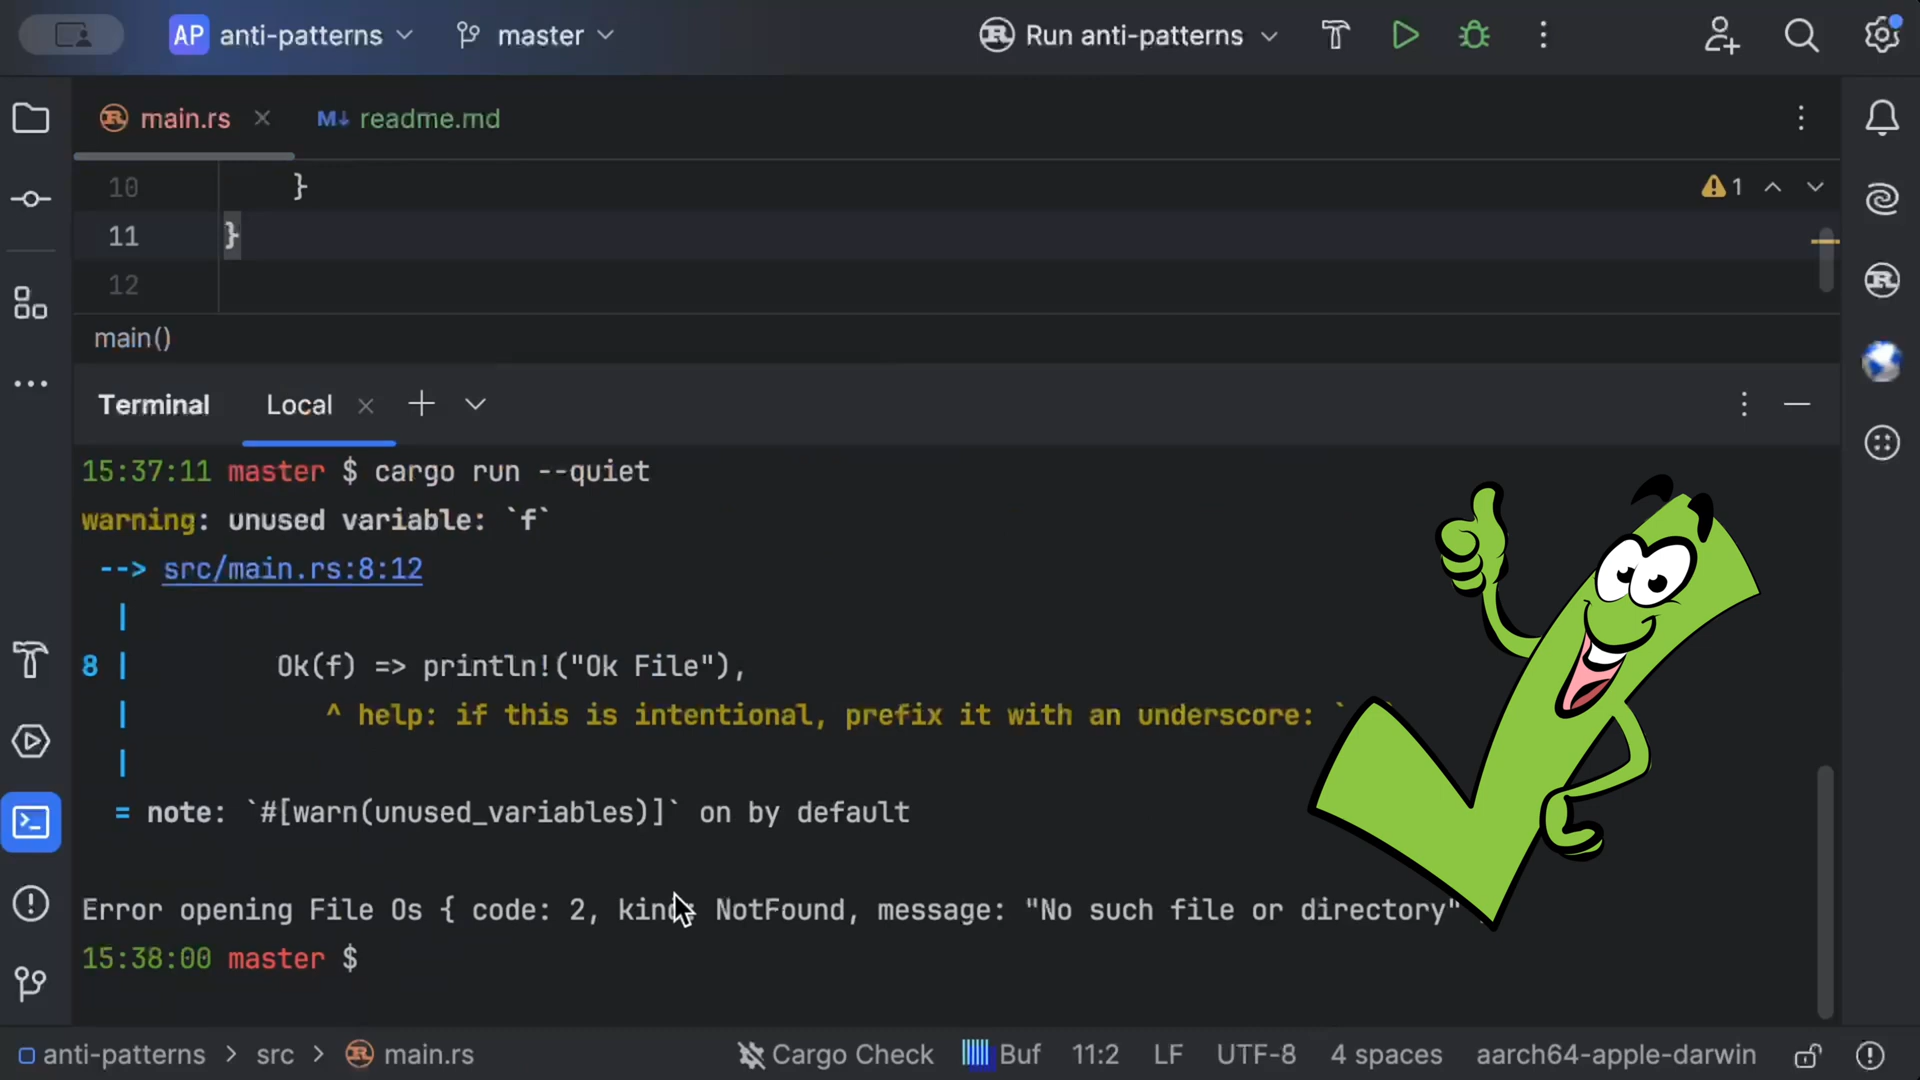 AP anti-patterns master Run anti-patterns
main.rs readme.md
10 }
1
11 }
12
main()
Terminal Local
15:37:11 master $ cargo run --quiet
warning: unused variable: `f`
--> src/main.rs:8:12
|
8 | Ok(f) => println!("Ok File"),
| ^ help: if this is intentional, prefix it with an underscore: `
|
= note: `#[warn(unused_variables)]` on by default
Error opening File Os { code: 2, kind: NotFound, message: "No such file or directory"
15:38:00 master $
anti-patterns > src > main.rs Cargo Check Buf 11:2 LF UTF-8 4 spaces aarch64-apple-darwin